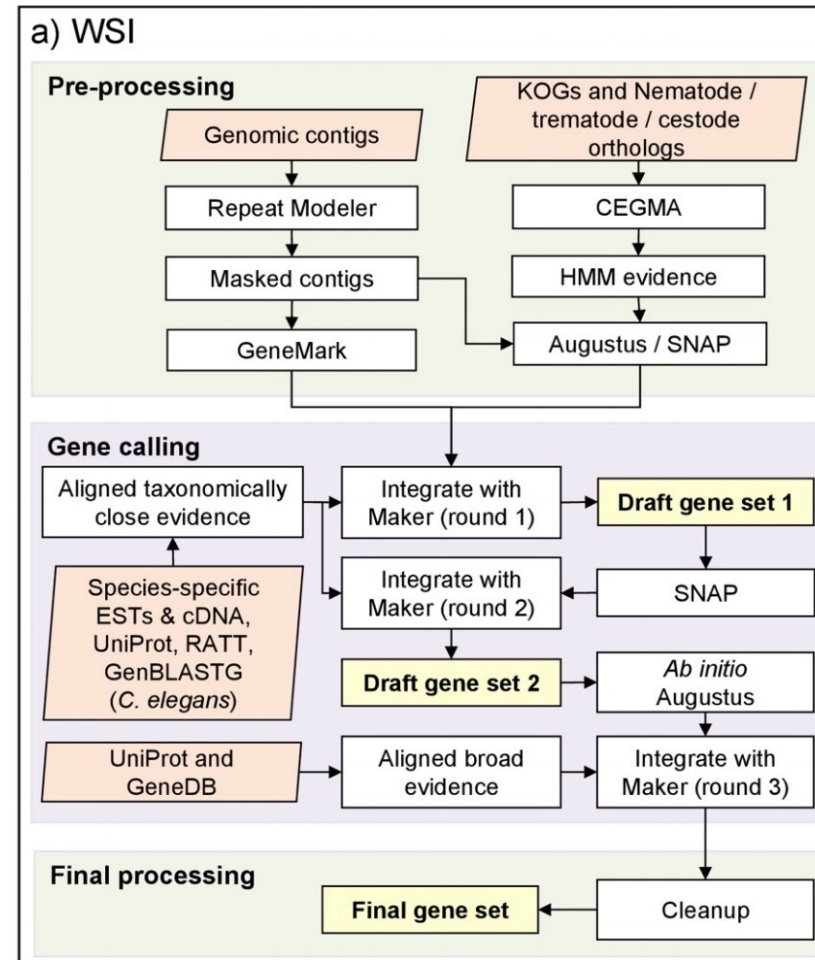 a) WSI
Pre-processing
Genomic contigs
Repeat Modeler
Masked contigs
GeneMark
KOGs and Nematode /
trematode / cestode
orthologs
CEGMA
HMM evidence
Augustus / SNAP
Gene calling
Aligned taxonomically
close evidence
Integrate with
Maker (round 1)
Draft gene set 1
Species-specific
ESTs & cDNA,
UniProt, RATT,
GenBLASTG
(C. elegans)
Integrate with
Maker (round 2)
SNAP
Draft gene set 2
Ab initio
Augustus
UniProt and
GeneDB
Aligned broad
evidence
Integrate with
Maker (round 3)
Final processing
Final gene set
Cleanup